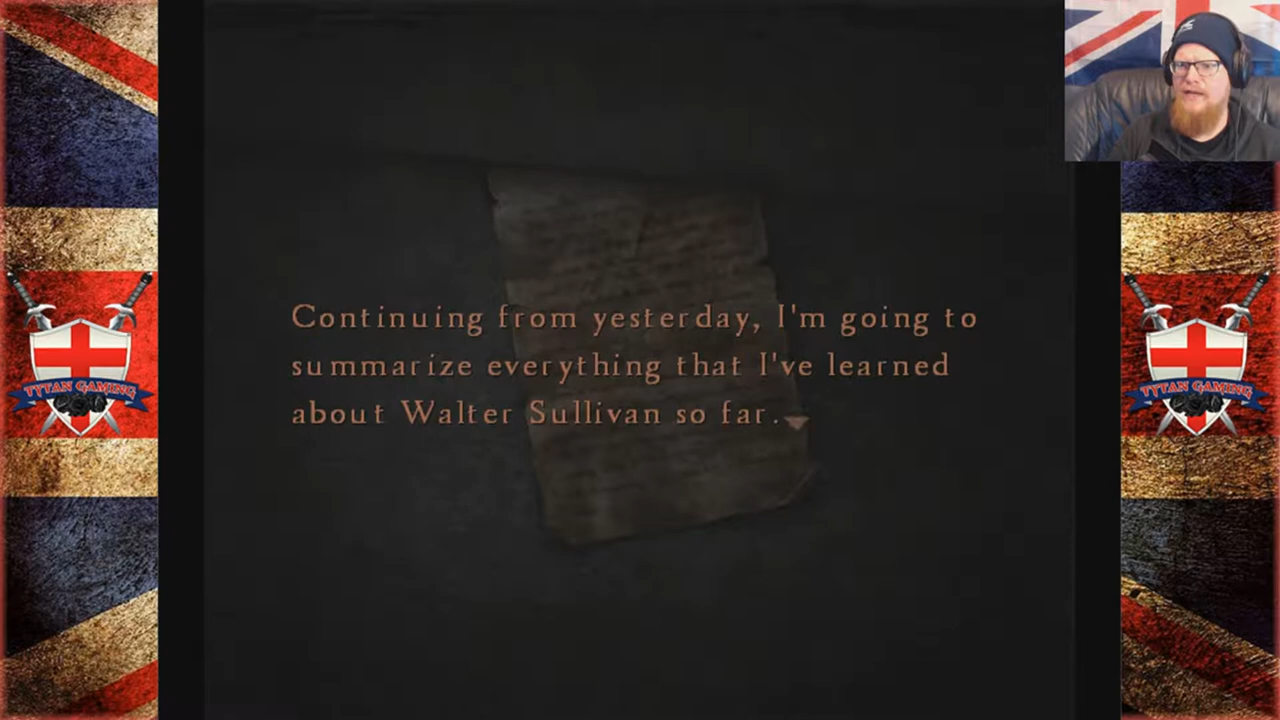 Continuing from yesterday, I'm going to
summarize everything that I've learned
about Walter Sullivan so far.
TYTAN GAMING
TYTAN GAMING